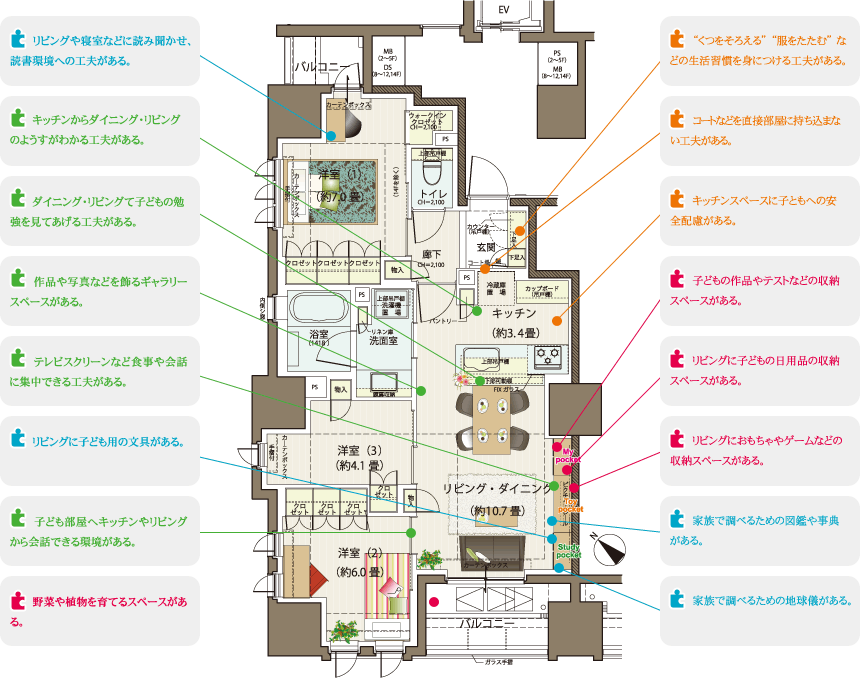 リビングや寝室などに読み聞かせ、
読書環境への工夫がある。
キッチンからダイニング・リビング
のようすがわかる工夫がある。
ダイニング・リビングで子どもの勉
強を見てあげる工夫がある。
作品や写真などを飾るギャラリー
スペースがある。
テレビスクリーンなど食事や会話
に集中できる工夫がある。
リビングに子ども用の文具がある。
子ども部屋へキッチンやリビング
から会話できる環境がある。
野菜や植物を育てるスペースがあ
る。
EV
MB
(2~5F)
DS
(8~12,14F)
PS
(2~5F)
MB
(8~12,14F)
バルコニー
カーテンボックス
ウォークイン
クロゼット
CH=2,100
PS
上部吊戸棚
トイレ
CH=2,100
洋室（1）
（約7.0 畳）
カーテンボックス
(14Fを除く)
クロゼット
クロゼット
クロゼット
物入
廊下
CH=2,100
カウンター
(吊戸棚)
玄関
下足入
下足入
PS
冷蔵庫
置場
カップボード
(吊戸棚)
キッチン
（約3.4 畳）
パントリー
PS
上部吊戸棚
洗濯機
置場
リネン庫
浴室
(1418)
洗面室
上部吊戸棚
下部可動棚
FIX ガラス
PS
物入
カーテンボックス
手摺付
洋室（3）
（約4.1 畳）
クロ
ゼット
物入
クロ
ゼット
クロ
ゼット
クロ
ゼット
リビング・ダイニング
（約10.7 畳）
My
pocket
Toy
pocket
Study
pocket
洋室（2）
（約6.0 畳）
カーテンボックス
N
バルコニー
ガラス手摺
“くつをそろえる”“服をたたむ” な
どの生活習慣を身につける工夫がある。
コートなどを直接部屋に持ち込まな
い工夫がある。
キッチンスペースに子どもへの安
全配慮がある。
子どもの作品やテストなどの収納
スペースがある。
リビングに子どもの日用品の収納
スペースがある。
リビングにおもちゃやゲームなどの
収納スペースがある。
家族で調べるための図鑑や事典
がある。
家族で調べるための地球儀がある。